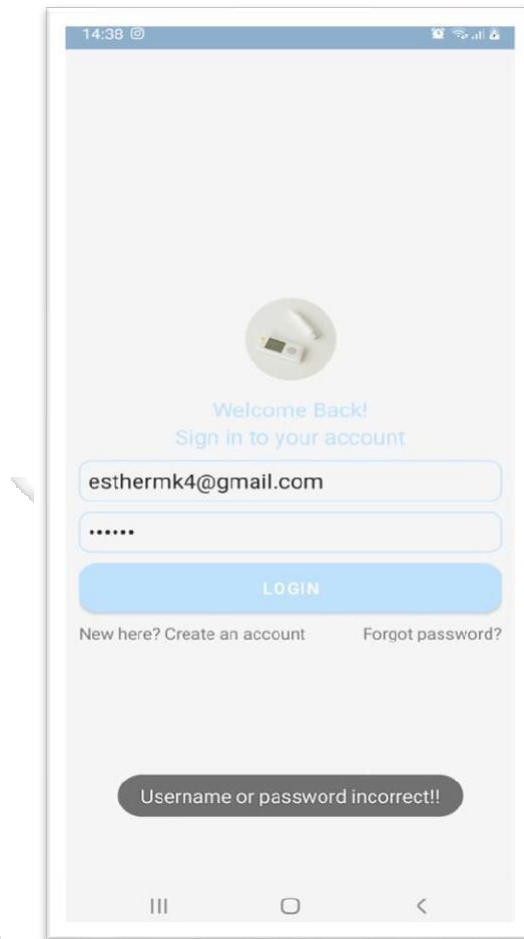 14:38
Welcome Back!
Sign in to your account
esthermk4@gmail.com
••••••
LOGIN
New here? Create an account Forgot password?
Username or password incorrect!!